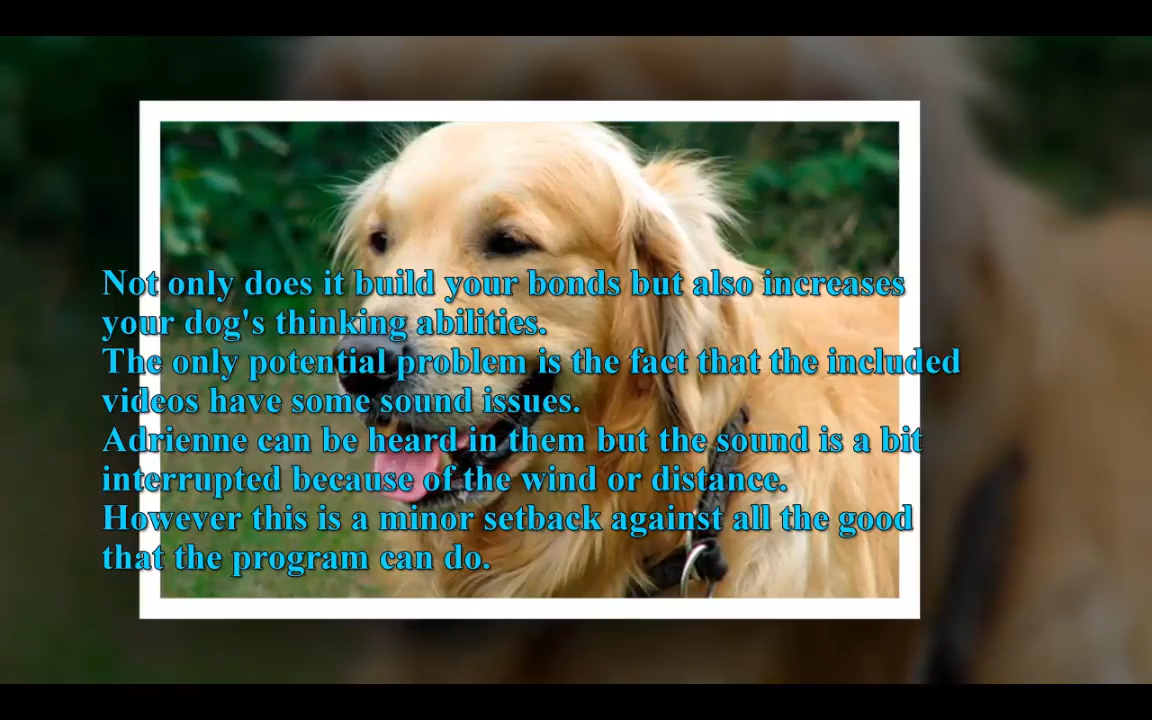 Not only does it build your bonds but also increases
your dog's thinking abilities.
The only potential problem is the fact that the included
videos have some sound issues.
Adrienne can be heard in them but the sound is a bit
interrupted because of the wind or distance.
However this is a minor setback against all the good
that the program can do.